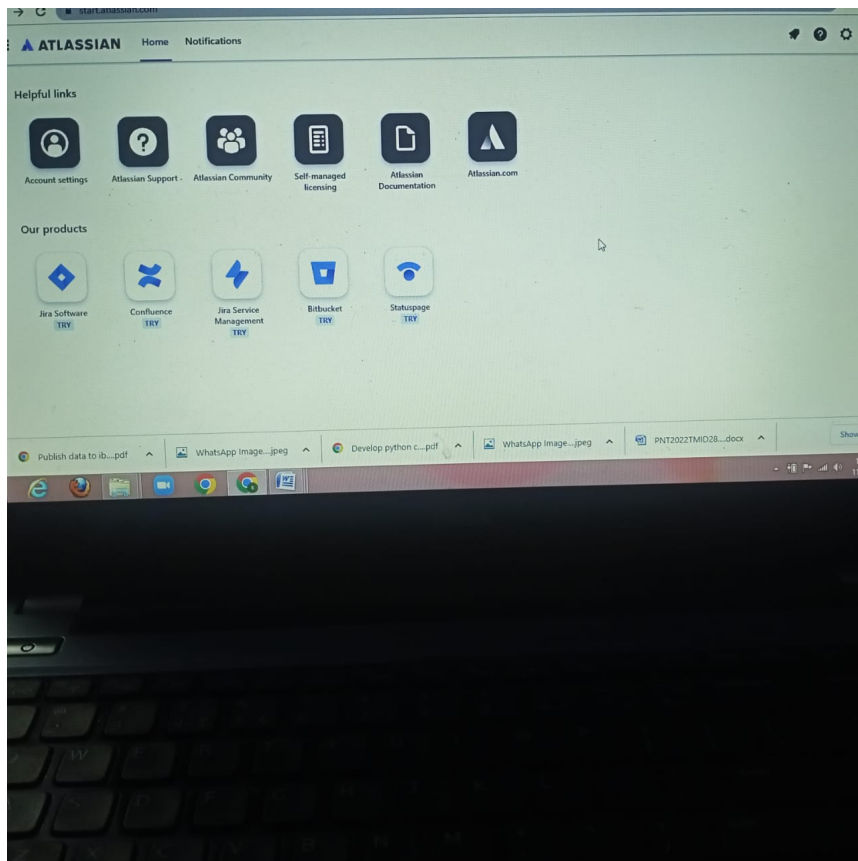 start.atlassian.com
ATLASSIAN Home Notifications
Helpful links
Account settings
Atlassian Support
Atlassian Community
Self-managed
licensing
Atlassian
Documentation
Atlassian.com
Our products
Jira Software
TRY
Confluence
TRY
Jira Service
Management
TRY
Bitbucket
TRY
Statuspage
TRY
Publish data to ib....pdf
WhatsApp Image...jpeg
Develop python c....pdf
WhatsApp Image...jpeg
PNT2022TMID28....docx
Show
W